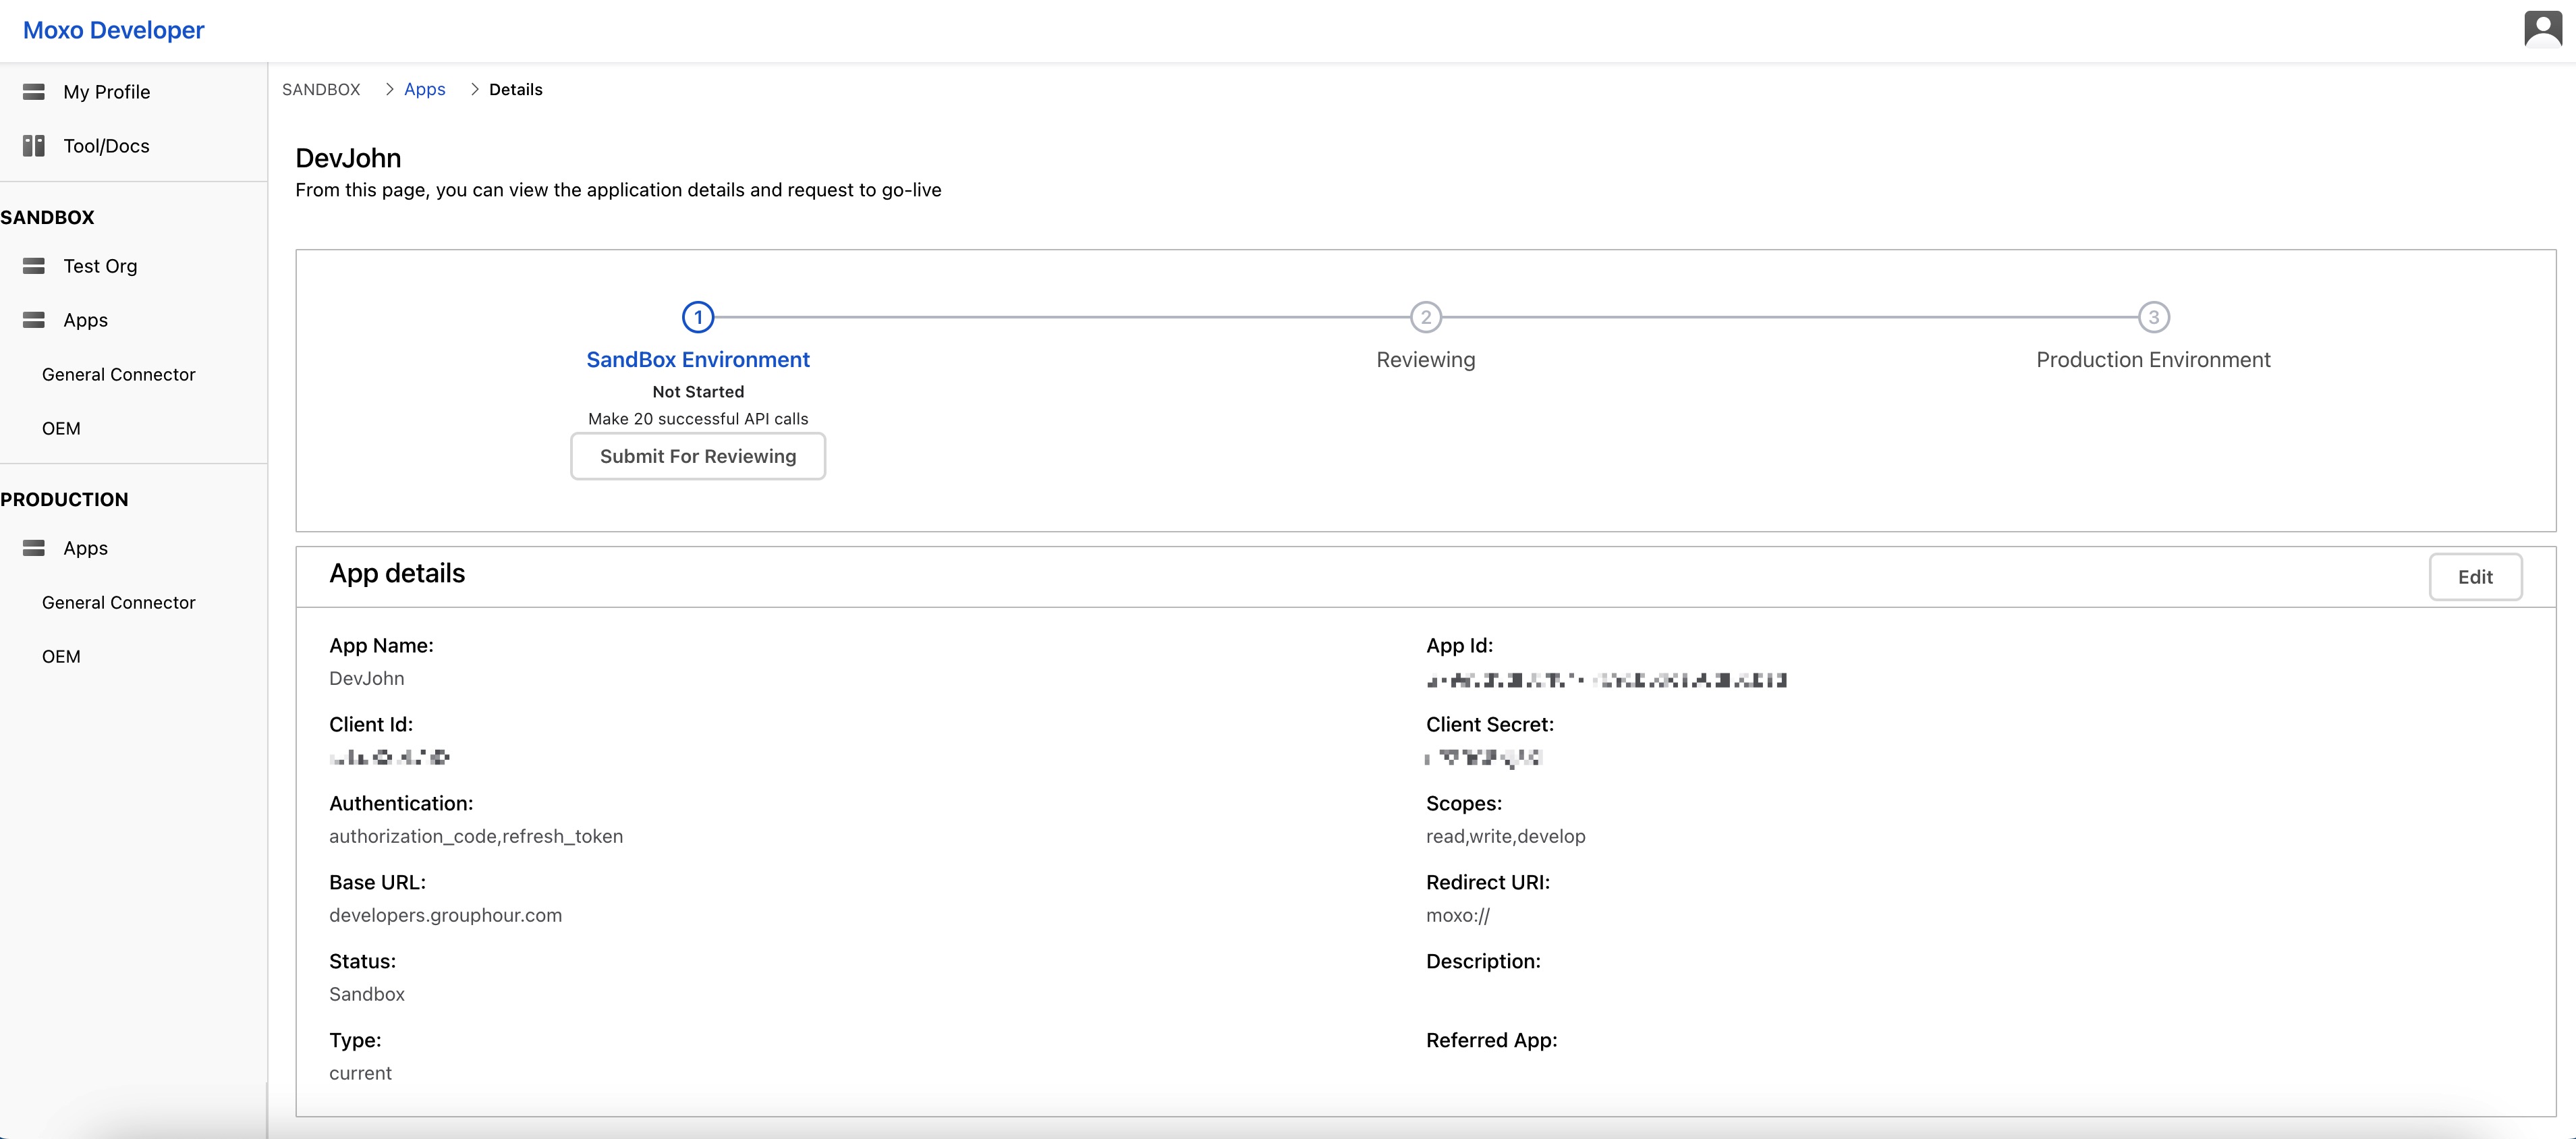 Moxo Developer
My Profile
Tool/Docs
SANDBOX
Test Org
Apps
General Connector
OEM
PRODUCTION
Apps
General Connector
OEM
SANDBOX > Apps > Details
DevJohn
From this page, you can view the application details and request to go-live
1
SandBox Environment
Not Started
Make 20 successful API calls
Submit For Reviewing
2
Reviewing
3
Production Environment
App details
Edit
App Name:
DevJohn
App Id:
Client Id:
Client Secret:
Authentication:
authorization_code,refresh_token
Scopes:
read,write,develop
Base URL:
developers.grouphour.com
Redirect URI:
moxo://
Status:
Sandbox
Description:
Type:
current
Referred App: